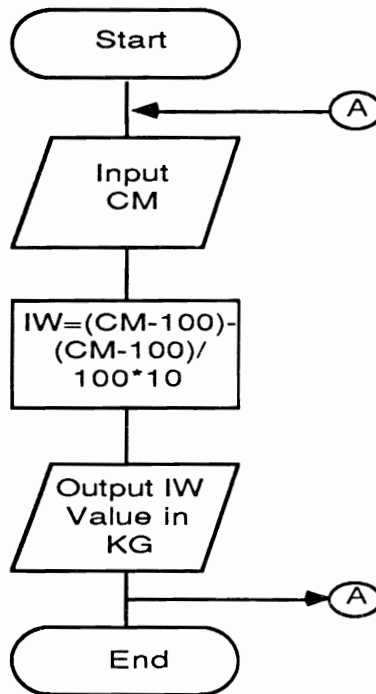 Start
A
Input
CM
IW=(CM-100)-
(CM-100)/
100*10
Output IW
Value in
KG
A
End